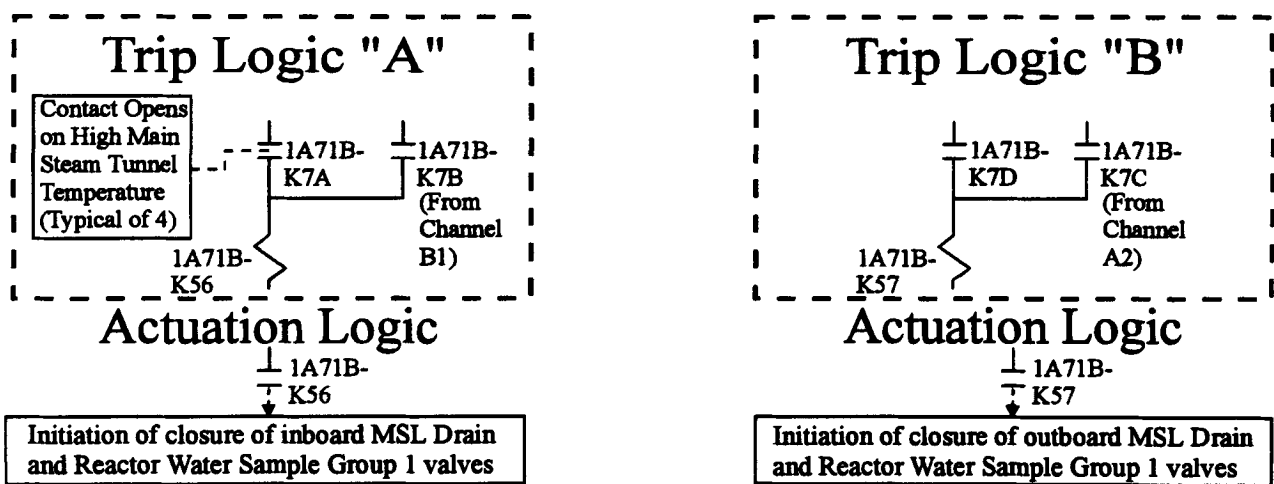 Trip Logic "A"
Contact Opens
on High Main
Steam Tunnel
Temperature
(Typical of 4)
1A71B-
K7A
1A71B-
K7B
(From
Channel
B1)
1A71B-
K56
Actuation Logic
1A71B-
K56
Initiation of closure of inboard MSL Drain
and Reactor Water Sample Group 1 valves
Trip Logic "B"
1A71B-
K7D
1A71B-
K7C
(From
Channel
A2)
1A71B-
K57
Actuation Logic
1A71B-
K57
Initiation of closure of outboard MSL Drain
and Reactor Water Sample Group 1 valves